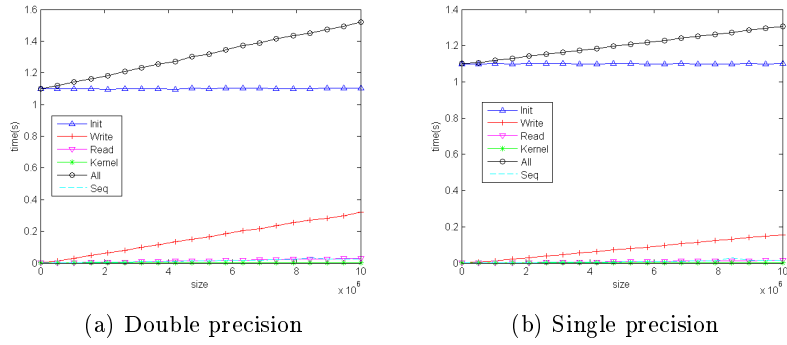 1.6
1.4
1.2
1
0.8
0.6
0.4
0.2
0
time(s)
Init
Write
Read
Kernel
All
Seq
0 2 4 6 8 10
size
x 10^6
(a) Double precision
1.4
1.2
1
0.8
0.6
0.4
0.2
0
time(s)
Init
Write
Read
Kernel
All
Seq
0 2 4 6 8 10
size
x 10^6
(b) Single precision